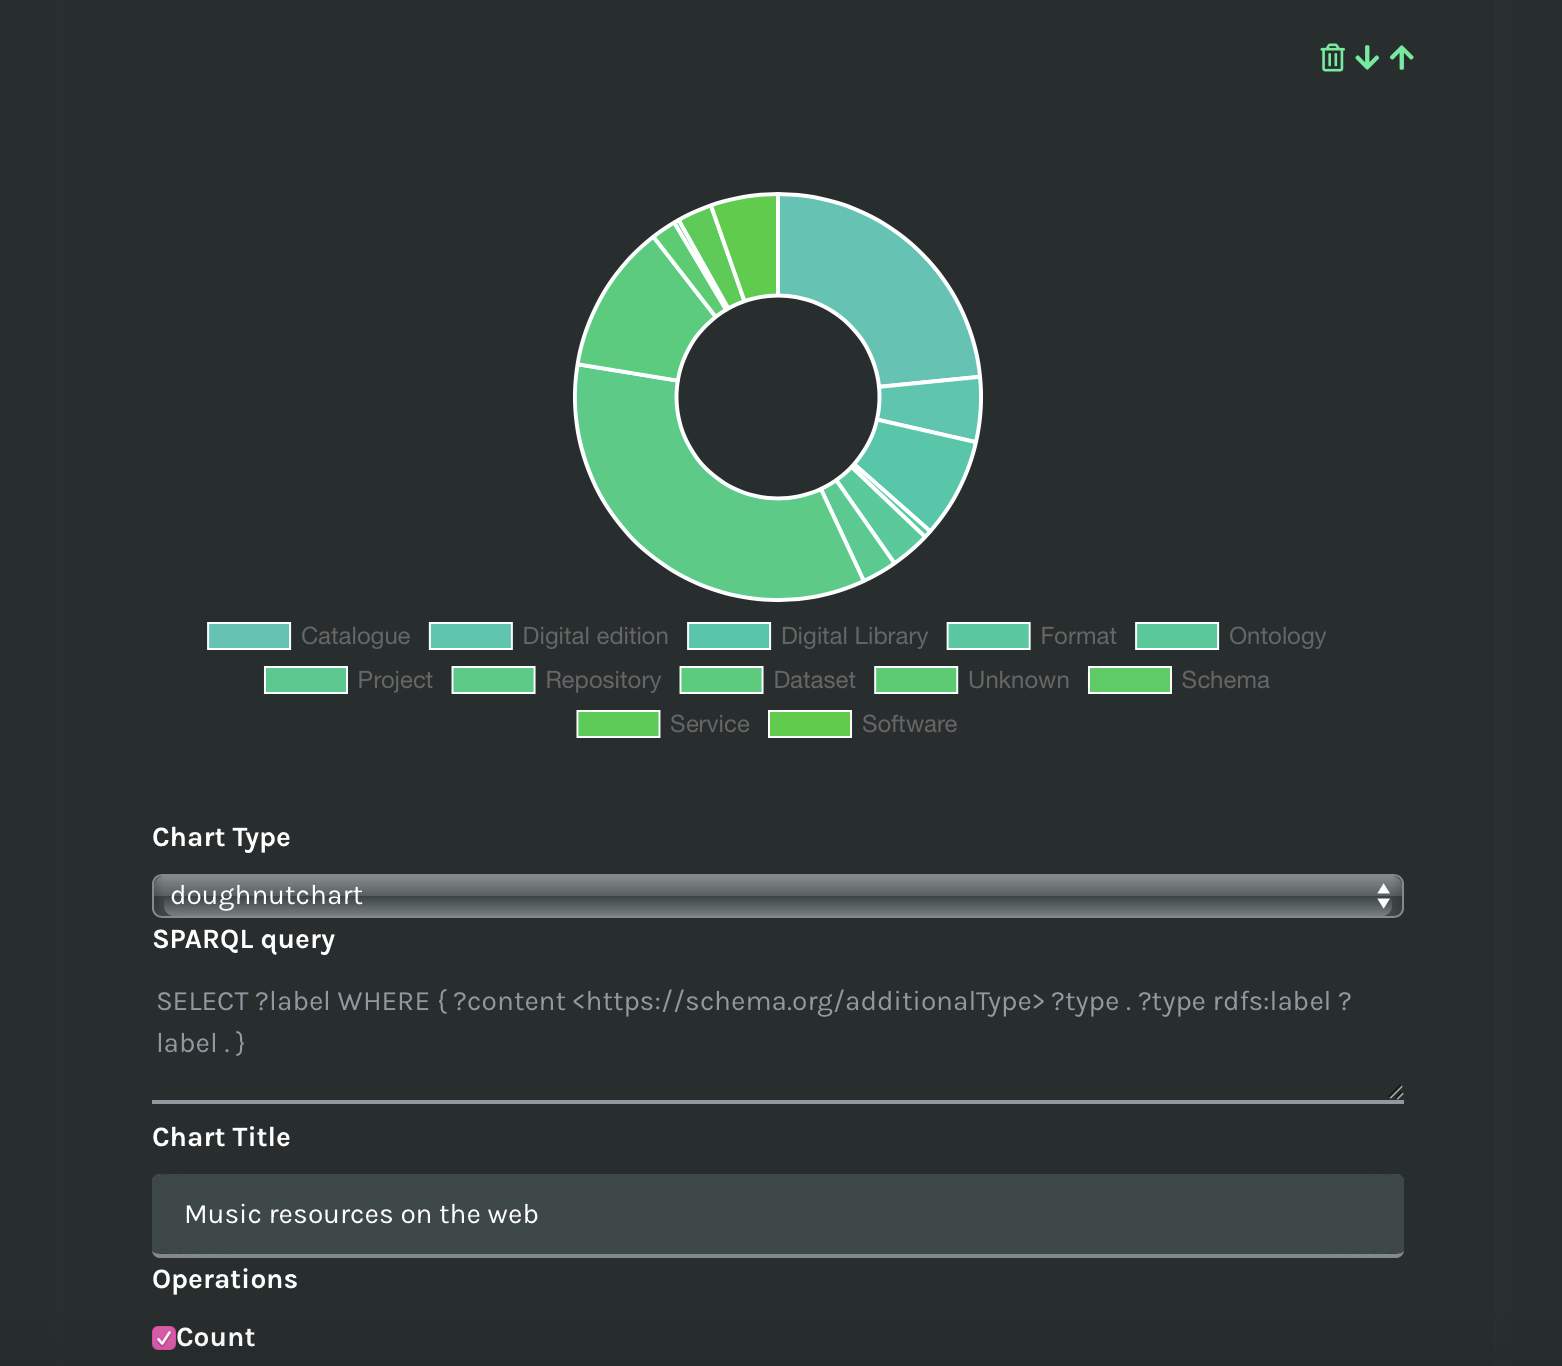 Catalogue Digital edition Digital Library Format Ontology
Project Repository Dataset Unknown Schema
Service Software
Chart Type
doughnutchart
SPARQL query
SELECT ?label WHERE { ?content <https://schema.org/additionalType> ?type . ?type rdfs:label ?
label . }
Chart Title
Music resources on the web
Operations
Count